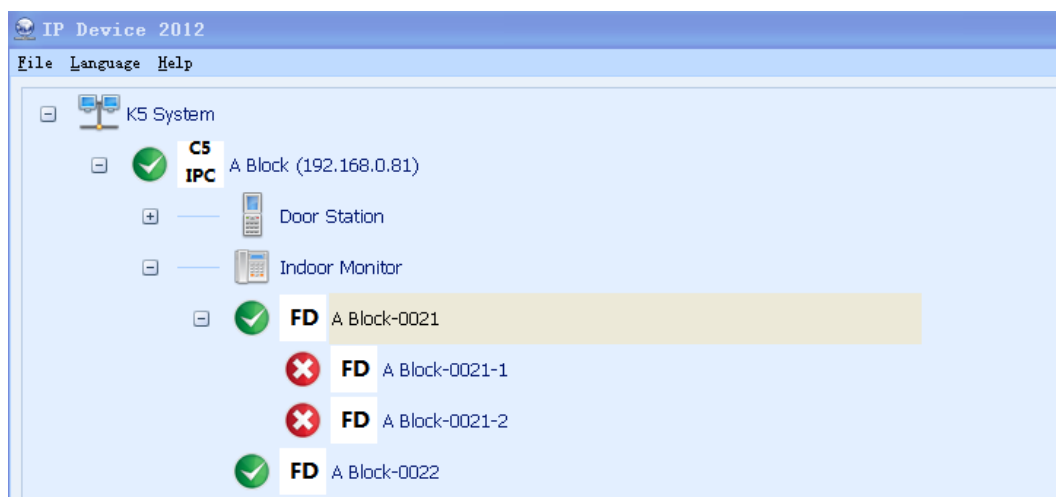 IP Device 2012
File Language Help
K5 System
C5 IPC A Block (192.168.0.81)
Door Station
Indoor Monitor
FD A Block-0021
FD A Block-0021-1
FD A Block-0021-2
FD A Block-0022